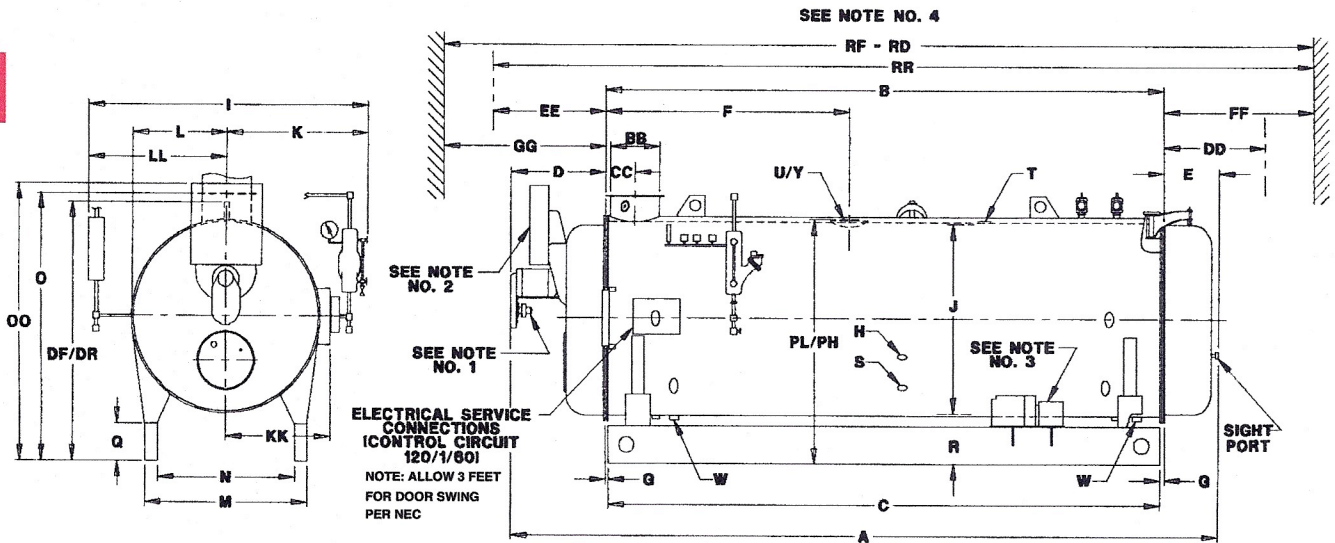 SEE NOTE NO. 4
RF - RD
RR
B
I
L
K
LL
EE
F
FF
GG
BB
DD
D
CC
E
U/Y
T
SEE NOTE
NO. 2
OO
O
DF/DR
Q
SEE NOTE
NO. 1
PL/PH
J
H
S
SEE NOTE
NO. 3
ELECTRICAL SERVICE
CONNECTIONS
[CONTROL CIRCUIT
120/1/60]
NOTE: ALLOW 3 FEET
FOR DOOR SWING
PER NEC
KK
N
M
R
SIGHT
PORT
G
W
W
G
C
A